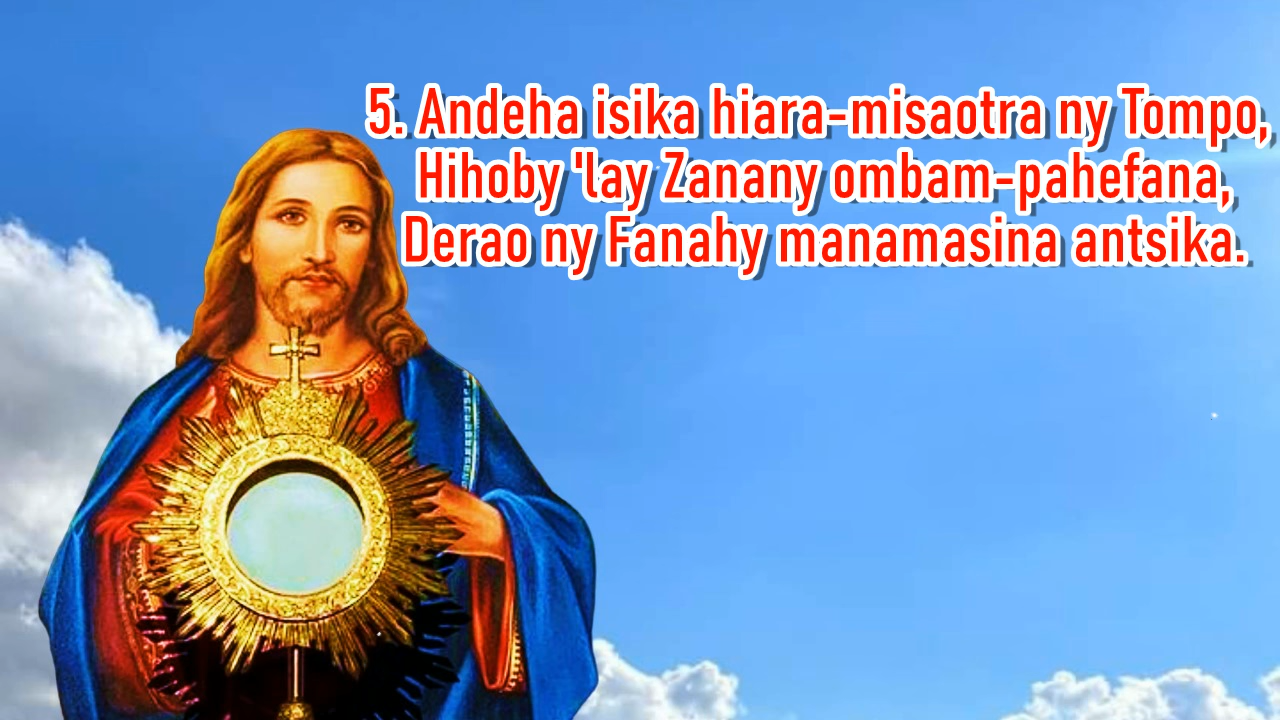 5. Andeha isika hiara-misaotra ny Tompo,
Hihoby 'lay Zanany ombam-pahefana,
Derao ny Fanahy manamasina antsika.